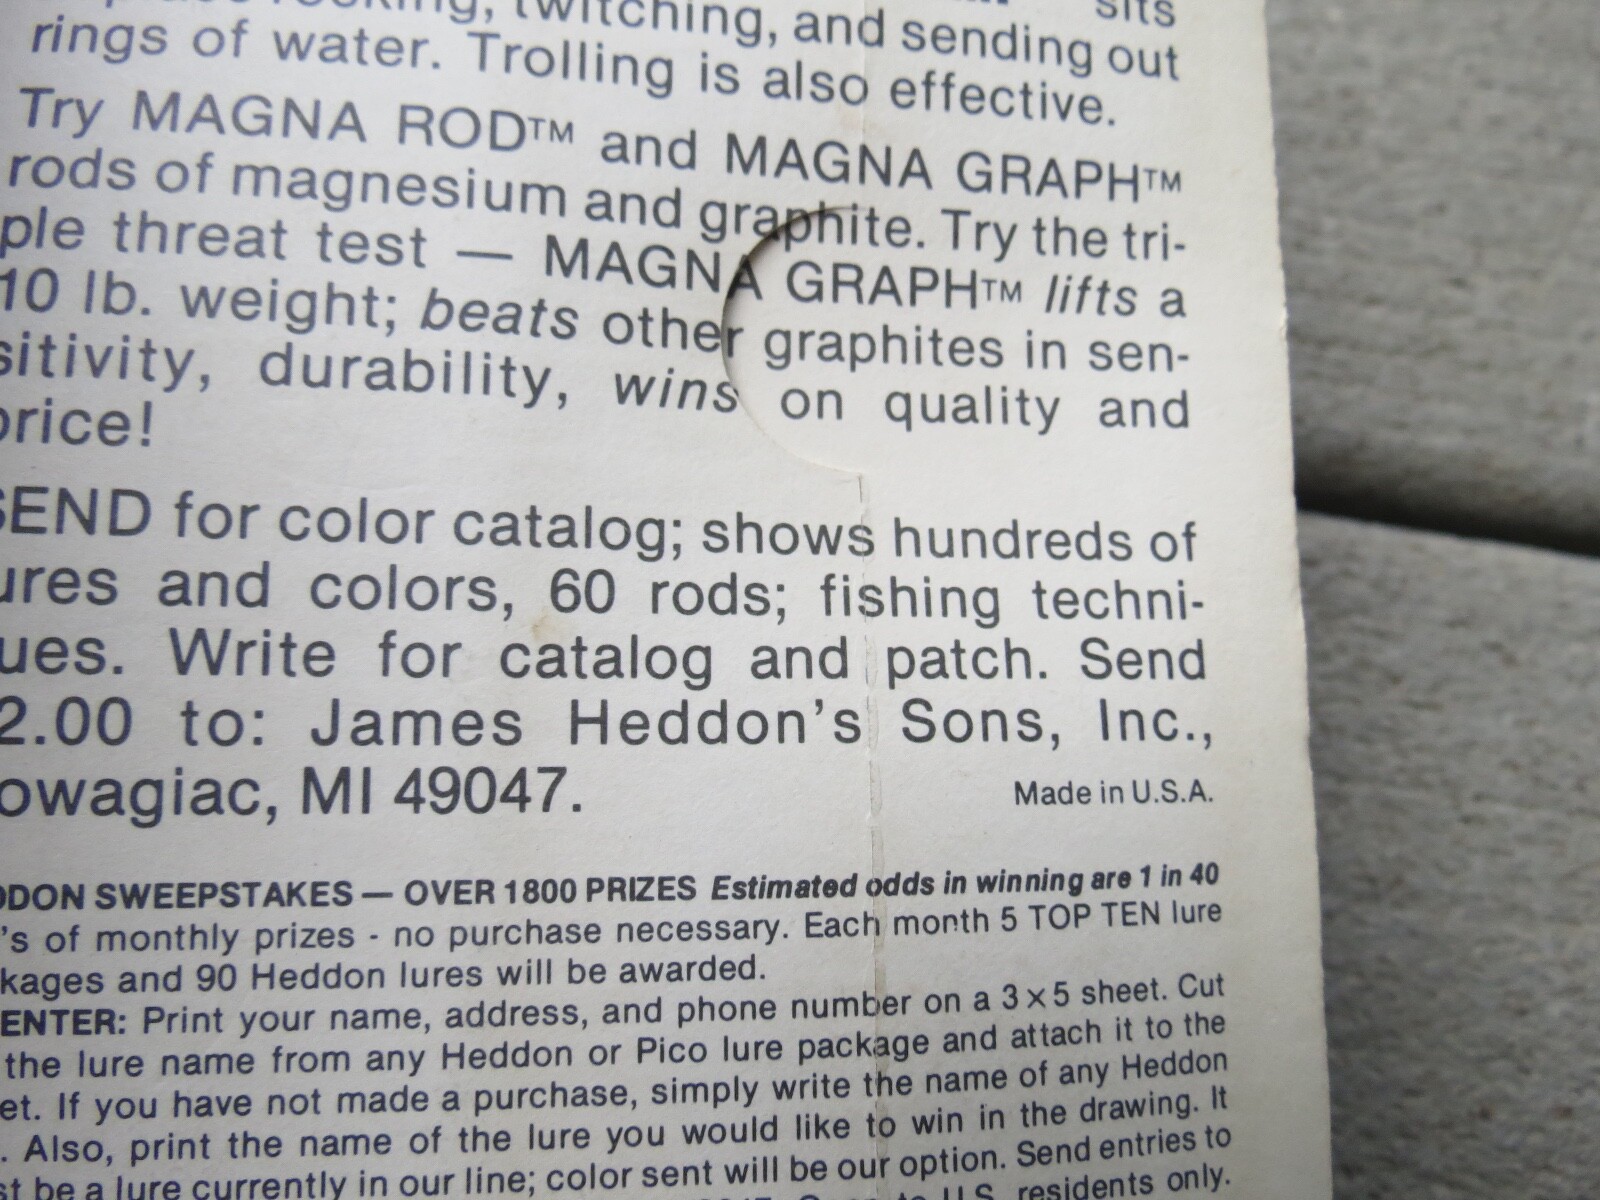 twitching, and sending out
sits
rings of water. Trolling is also effective.
Try MAGNA ROD™ and MAGNA GRAPH™
rods of magnesium and graphite. Try the tri-
ple threat test — MAGNA GRAPH™ lifts a
10 lb. weight; beats other graphites in sen-
sitivity, durability, wins on quality and
price!
SEND for color catalog; shows hundreds of
ures and colors, 60 rods; fishing techni-
ues. Write for catalog and patch. Send
2.00 to: James Heddon's Sons, Inc.,
owagiac, MI 49047.
Made in U.S.A.
DDON SWEEPSTAKES — OVER 1800 PRIZES Estimated odds in winning are 1 in 40
's of monthly prizes - no purchase necessary. Each month 5 TOP TEN lure
kages and 90 Heddon lures will be awarded.
ENTER: Print your name, address, and phone number on a 3 x 5 sheet. Cut
the lure name from any Heddon or Pico lure package and attach it to the
et. If you have not made a purchase, simply write the name of any Heddon
. Also, print the name of the lure you would like to win in the drawing. It
st be a lure currently in our line; color sent will be our option. Send entries to
U.S. residents only.